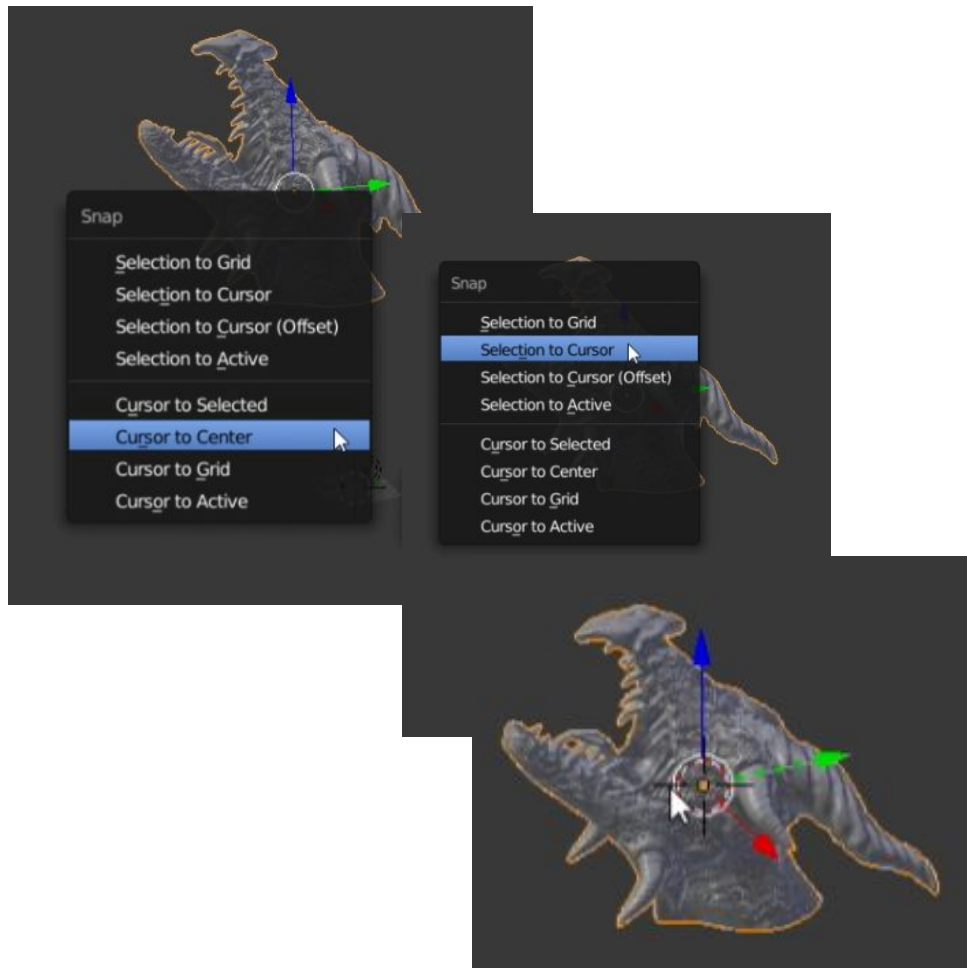 Snap
Selection to Grid
Selection to Cursor
Selection to Cursor (Offset)
Selection to Active
Cursor to Selected
Cursor to Center
Cursor to Grid
Cursor to Active
Snap
Selection to Grid
Selection to Cursor
Selection to Cursor (Offset)
Selection to Active
Cursor to Selected
Cursor to Center
Cursor to Grid
Cursor to Active